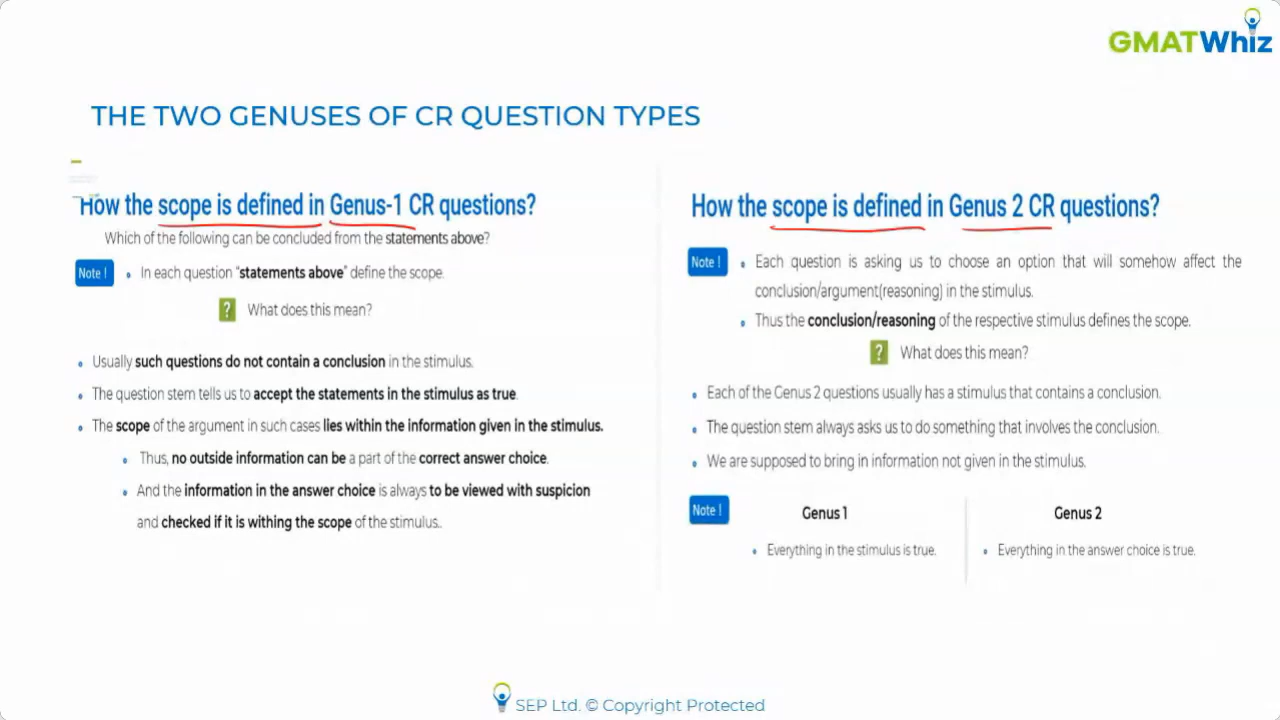 GMATWhiz
THE TWO GENUSES OF CR QUESTION TYPES
How the scope is defined in Genus-1 CR questions?
Which of the following can be concluded from the statements above?
Note !
In each question "statements above" define the scope.
?
What does this mean?
Usually such questions do not contain a conclusion in the stimulus.
The question stem tells us to accept the statements in the stimulus as true.
The scope of the argument in such cases lies within the information given in the stimulus.
Thus, no outside information can be a part of the correct answer choice.
And the information in the answer choice is always to be viewed with suspicion
and checked if it is withing the scope of the stimulus..
How the scope is defined in Genus 2 CR questions?
Note !
Each question is asking us to choose an option that will somehow affect the
conclusion/argument(reasoning) in the stimulus.
Thus the conclusion/reasoning of the respective stimulus defines the scope.
?
What does this mean?
Each of the Genus 2 questions usually has a stimulus that contains a conclusion.
The question stem always asks us to do something that involves the conclusion.
We are supposed to bring in information not given in the stimulus.
Note !
Genus 1
Everything in the stimulus is true.
Genus 2
Everything in the answer choice is true.
SEP Ltd. © Copyright Protected